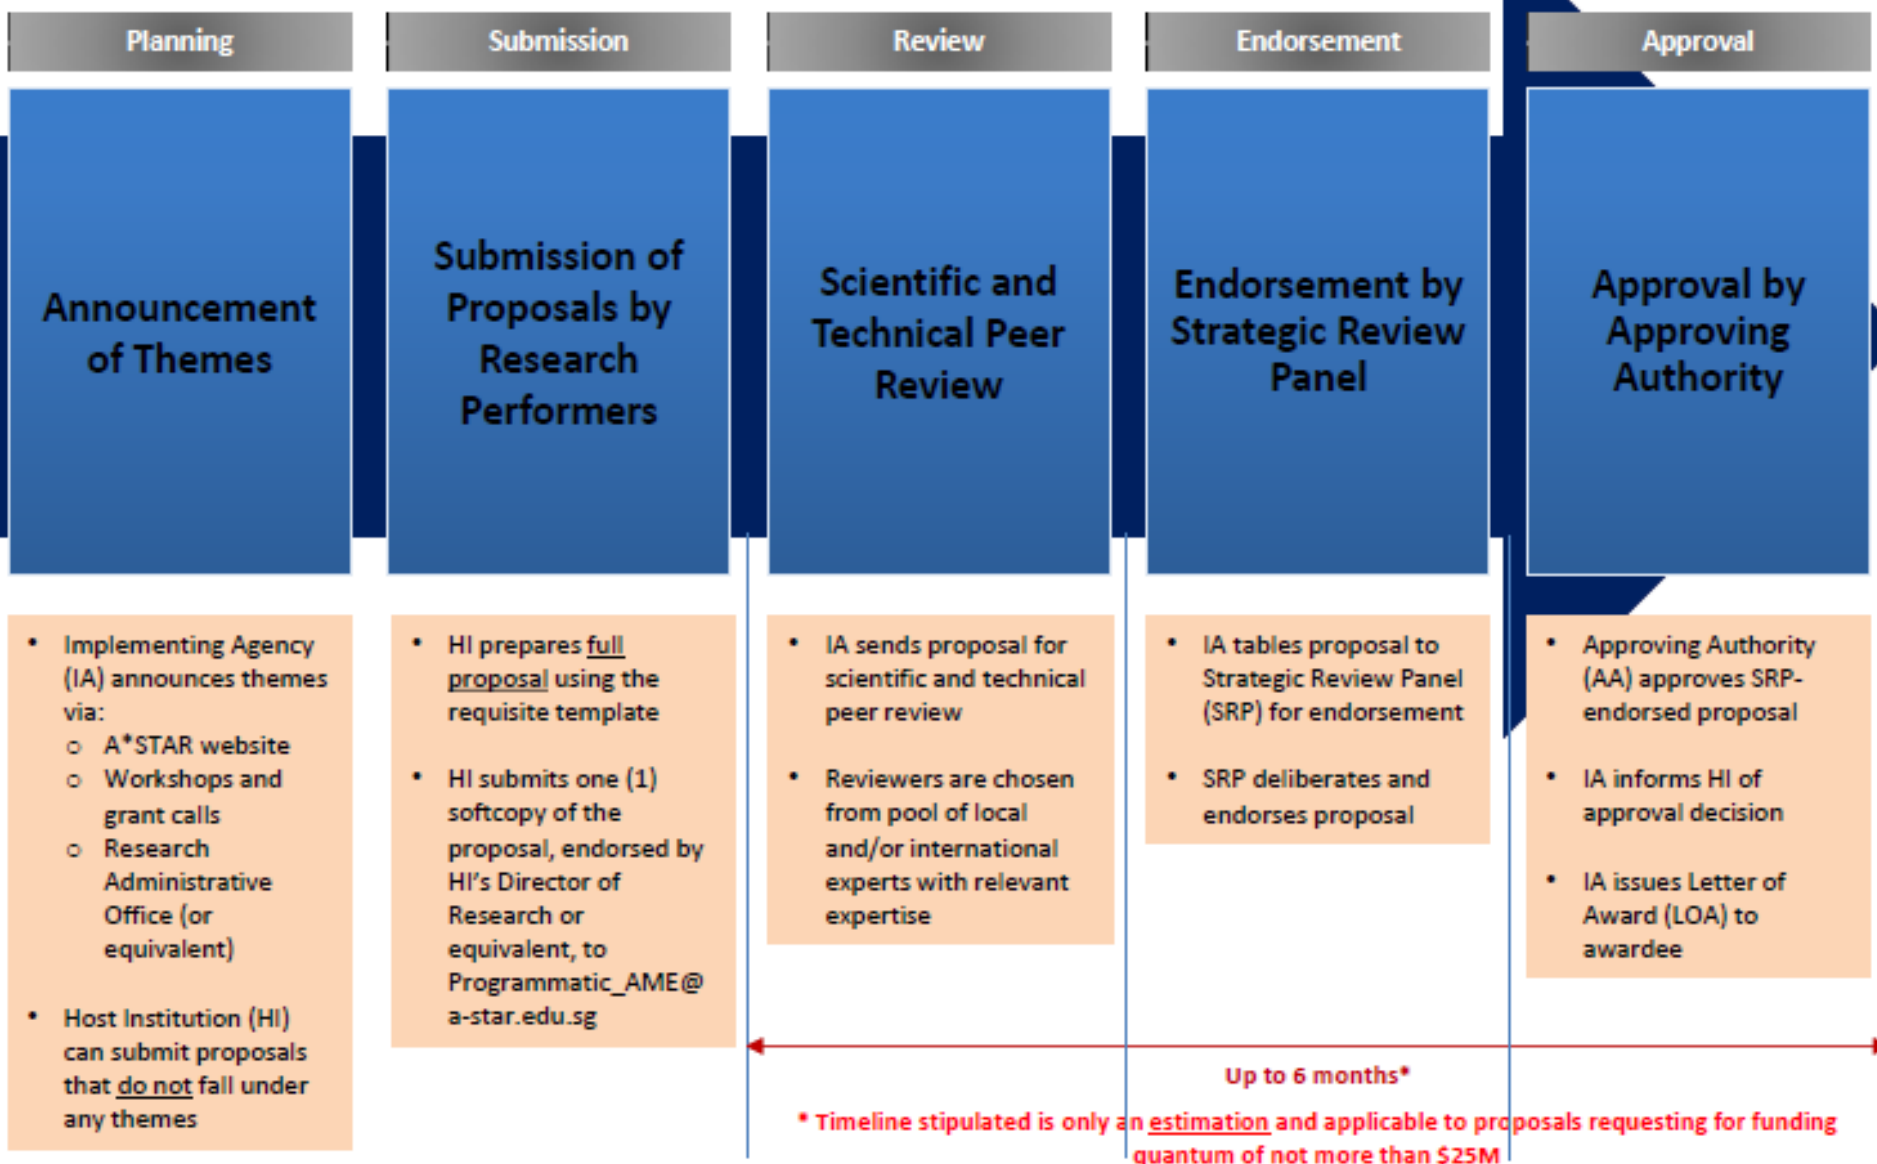 Planning
Submission
Review
Endorsement
Approval
Announcement
of Themes
Submission of
Proposals by
Research
Performers
Scientific and
Technical Peer
Review
Endorsement by
Strategic Review
Panel
Approval by
Approving
Authority
• Implementing Agency
(IA) announces themes
via:
o A*STAR website
o Workshops and
grant calls
o Research
Administrative
Office (or
equivalent)
• Host Institution (HI)
can submit proposals
that do not fall under
any themes
• HI prepares full
proposal using the
requisite template
• HI submits one (1)
softcopy of the
proposal, endorsed by
HI's Director of
Research or
equivalent, to
Programmatic_AME@
a-star.edu.sg
• IA sends proposal for
scientific and technical
peer review
• Reviewers are chosen
from pool of local
and/or international
experts with relevant
expertise
• IA tables proposal to
Strategic Review Panel
(SRP) for endorsement
• SRP deliberates and
endorses proposal
• Approving Authority
(AA) approves SRP-
endorsed proposal
• IA informs HI of
approval decision
• IA issues Letter of
Award (LOA) to
awardee
Up to 6 months*
* Timeline stipulated is only an estimation and applicable to proposals requesting for funding
quantum of not more than $25M